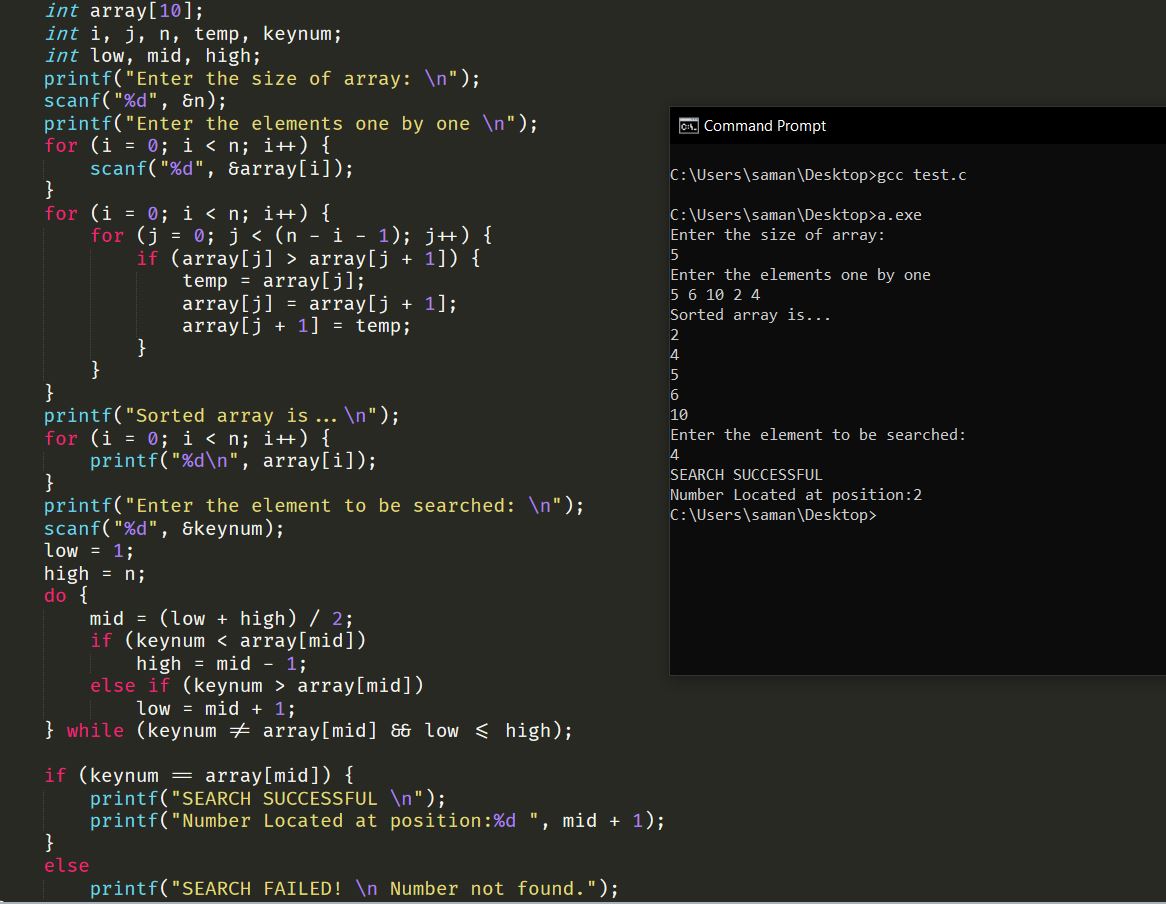 int array[10];
int i, j, n, temp, keynum;
int low, mid, high;
printf("Enter the size of array: \n");
scanf("%d", &n);
printf("Enter the elements one by one \n");
for (i = 0; i < n; i++) {
    scanf("%d", &array[i]);
}
for (i = 0; i < n; i++) {
    for (j = 0; j < (n - i - 1); j++) {
        if (array[j] > array[j + 1]) {
            temp = array[j];
            array[j] = array[j + 1];
            array[j + 1] = temp;
        }
    }
}
printf("Sorted array is...\n");
for (i = 0; i < n; i++) {
    printf("%d\n", array[i]);
}
printf("Enter the element to be searched: \n");
scanf("%d", &keynum);
low = 1;
high = n;
do {
    mid = (low + high) / 2;
    if (keynum < array[mid])
        high = mid - 1;
    else if (keynum > array[mid])
        low = mid + 1;
} while (keynum != array[mid] && low <= high);

if (keynum == array[mid]) {
    printf("SEARCH SUCCESSFUL \n");
    printf("Number Located at position:%d ", mid + 1);
}
else
    printf("SEARCH FAILED! \n Number not found.");
Command Prompt
C:\Users\saman\Desktop>gcc test.c
C:\Users\saman\Desktop>a.exe
Enter the size of array:
5
Enter the elements one by one
5 6 10 2 4
Sorted array is...
2
4
5
6
10
Enter the element to be searched:
4
SEARCH SUCCESSFUL
Number Located at position:2
C:\Users\saman\Desktop>